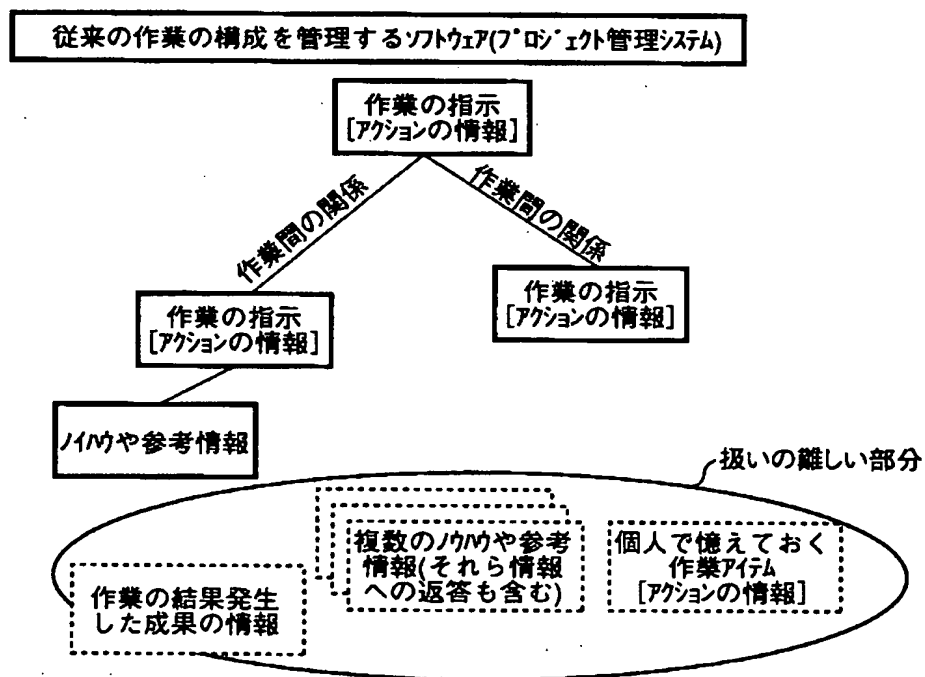 従来の作業の構成を管理するソフトウェア(プロジェクト管理システム)
作業の指示
[アクションの情報]
作業間の関係
作業間の関係
作業の指示
[アクションの情報]
作業の指示
[アクションの情報]
ノイハウや参考情報
扱いの難しい部分
複数のノウハウや参考
情報(それら情報
への返答も含む)
個人で憶えておく
作業アイテム
[アクションの情報]
作業の結果発生
した成果の情報